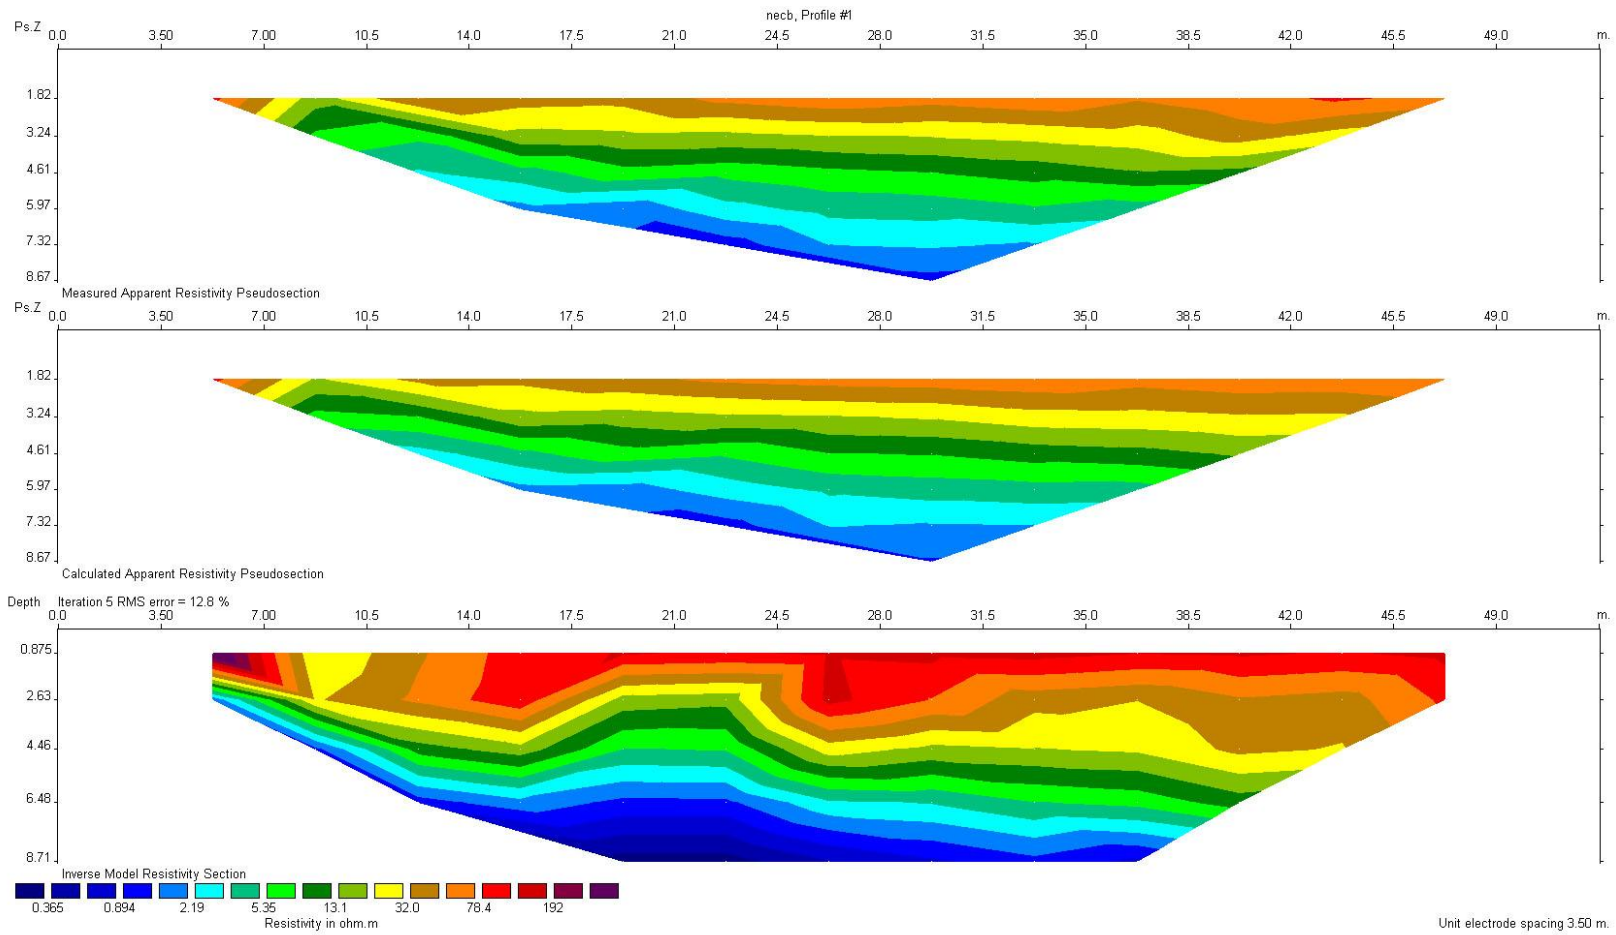 necb, Profile #1
Ps.Z 0.0 3.50 7.00 10.5 14.0 17.5 21.0 24.5 28.0 31.5 35.0 38.5 42.0 45.5 49.0 m.
1.82
3.24
4.61
5.97
7.32
8.67
Measured Apparent Resistivity Pseudosection
Ps.Z 0.0 3.50 7.00 10.5 14.0 17.5 21.0 24.5 28.0 31.5 35.0 38.5 42.0 45.5 49.0 m.
1.82
3.24
4.61
5.97
7.32
8.67
Calculated Apparent Resistivity Pseudosection
Depth Iteration 5 RMS error = 12.8 %
0.0 3.50 7.00 10.5 14.0 17.5 21.0 24.5 28.0 31.5 35.0 38.5 42.0 45.5 49.0 m.
0.875
2.63
4.46
6.48
8.71
Inverse Model Resistivity Section
0.365 0.894 2.19 5.35 13.1 32.0 78.4 192
Resistivity in ohm.m
Unit electrode spacing 3.50 m.